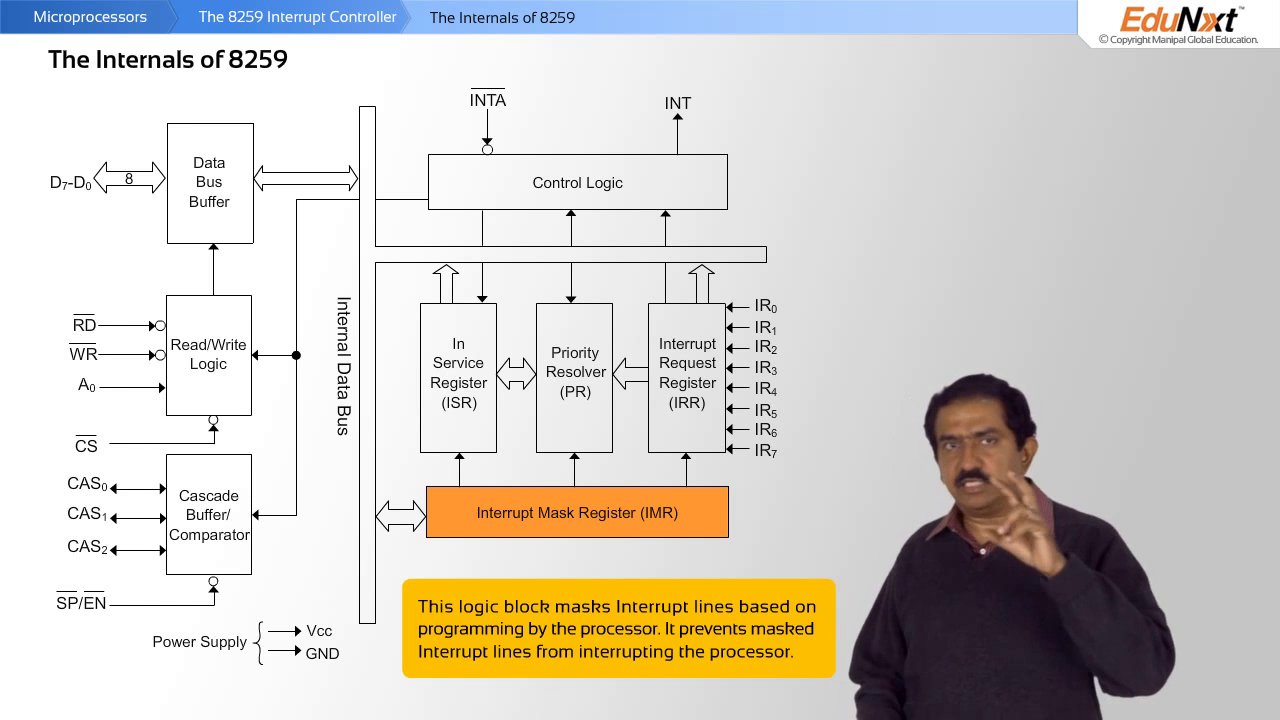 Microprocessors
The 8259 Interrupt Controller
The Internals of 8259
EduNxt™
© Copyright Manipal Global Education.
The Internals of 8259
INTA
INT
D7-D0
8
Data
Bus
Buffer
Control Logic
RD
WR
A0
CS
Read/Write
Logic
Internal Data Bus
In
Service
Register
(ISR)
Priority
Resolver
(PR)
Interrupt
Request
Register
(IRR)
IR0
IR1
IR2
IR3
IR4
IR5
IR6
IR7
CAS0
CAS1
CAS2
Cascade
Buffer/
Comparator
Interrupt Mask Register (IMR)
SP/EN
Power Supply
Vcc
GND
This logic block masks Interrupt lines based on
programming by the processor. It prevents masked
Interrupt lines from interrupting the processor.